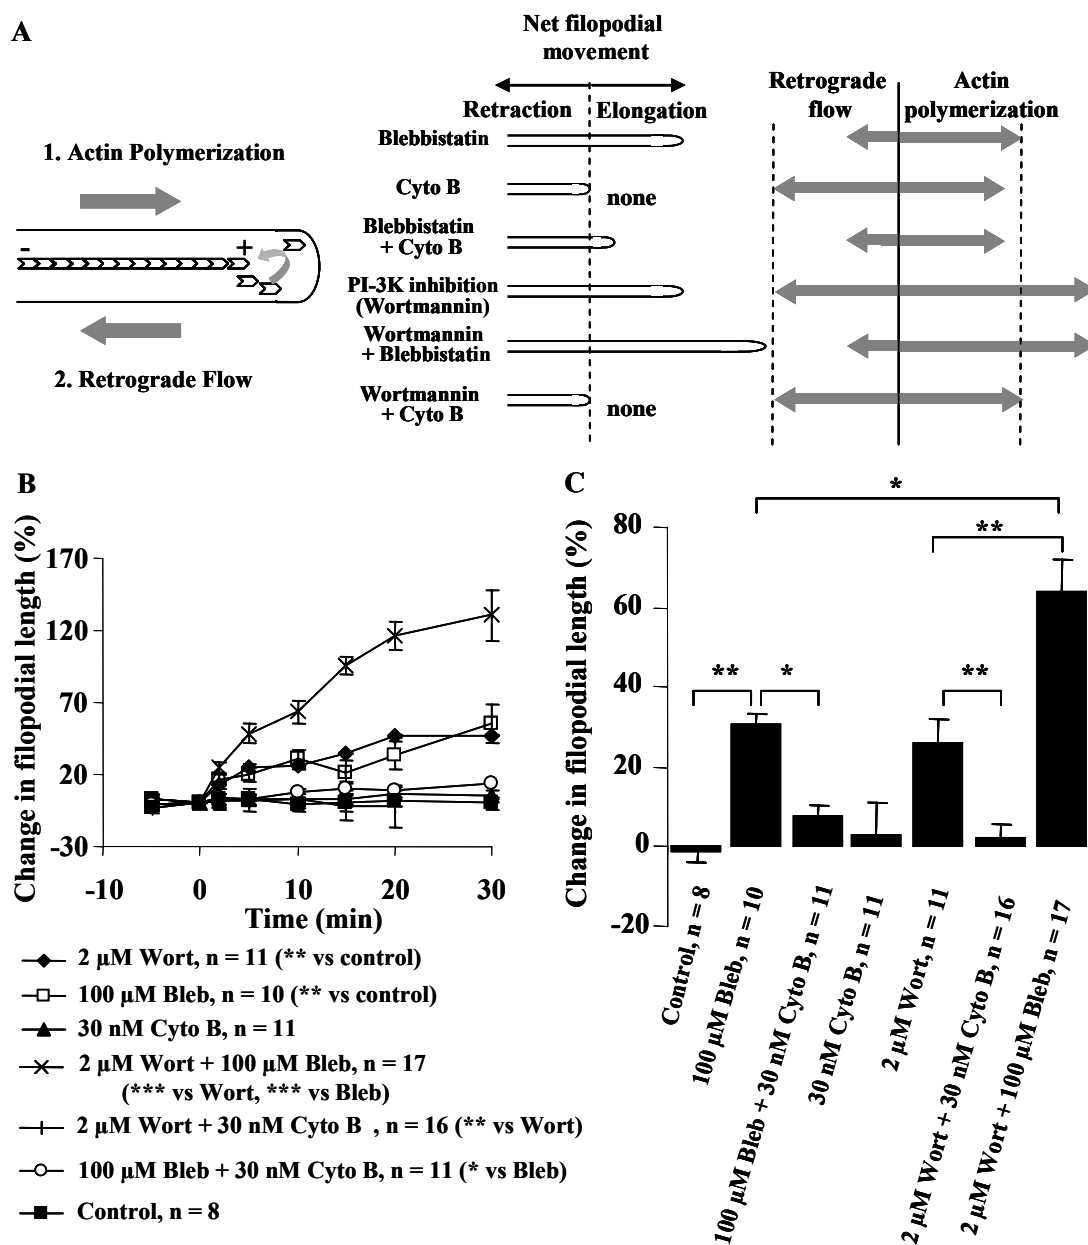 A
Net filopodial
movement
Retraction
Elongation
Retrograde
flow
Actin
polymerization
1. Actin Polymerization
-
+
2. Retrograde Flow
Blebbistatin
Cyto B
none
Blebbistatin
+ Cyto B
PI-3K inhibition
(Wortmannin)
Wortmannin
+ Blebbistatin
Wortmannin
+ Cyto B
none
B
Change in filopodial length (%)
170
120
70
20
-30
-10
0
10
20
30
Time (min)
2 µM Wort, n = 11 (** vs control)
100 µM Bleb, n = 10 (** vs control)
30 nM Cyto B, n = 11
2 µM Wort + 100 µM Bleb, n = 17
(*** vs Wort, *** vs Bleb)
2 µM Wort + 30 nM Cyto B , n = 16 (** vs Wort)
100 µM Bleb + 30 nM Cyto B, n = 11 (* vs Bleb)
Control, n = 8
C
Change in filopodial length (%)
80
60
40
20
0
-20
*
**
**
*
**
Control, n = 8
100 µM Bleb, n = 10
100 µM Bleb + 30 nM Cyto B, n = 11
30 nM Cyto B, n = 11
2 µM Wort, n = 11
2 µM Wort + 30 nM Cyto B, n = 16
2 µM Wort + 100 µM Bleb, n = 17